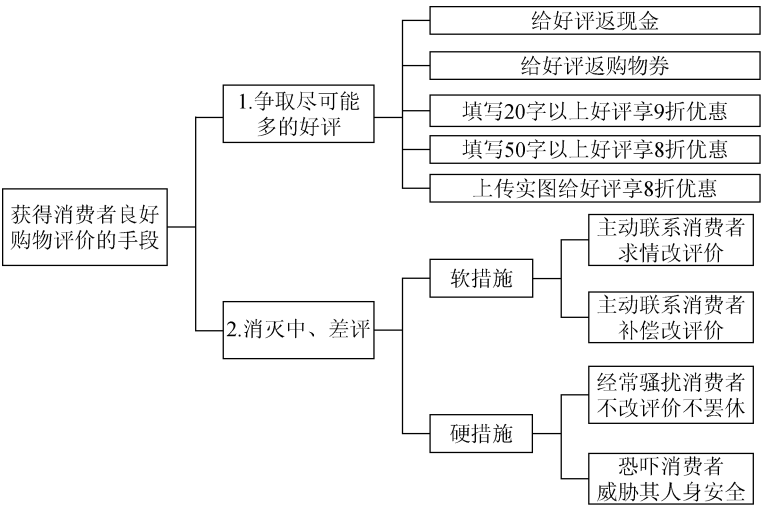 获得消费者良好
购物评价的手段
1.争取尽可能
多的好评
给好评返现金
给好评返购物券
填写20字以上好评享9折优惠
填写50字以上好评享8折优惠
上传实图给好评享8折优惠
2.消灭中、差评
软措施
主动联系消费者
求情改评价
主动联系消费者
补偿改评价
硬措施
经常骚扰消费者
不改评价不罢休
恐吓消费者
威胁其人身安全